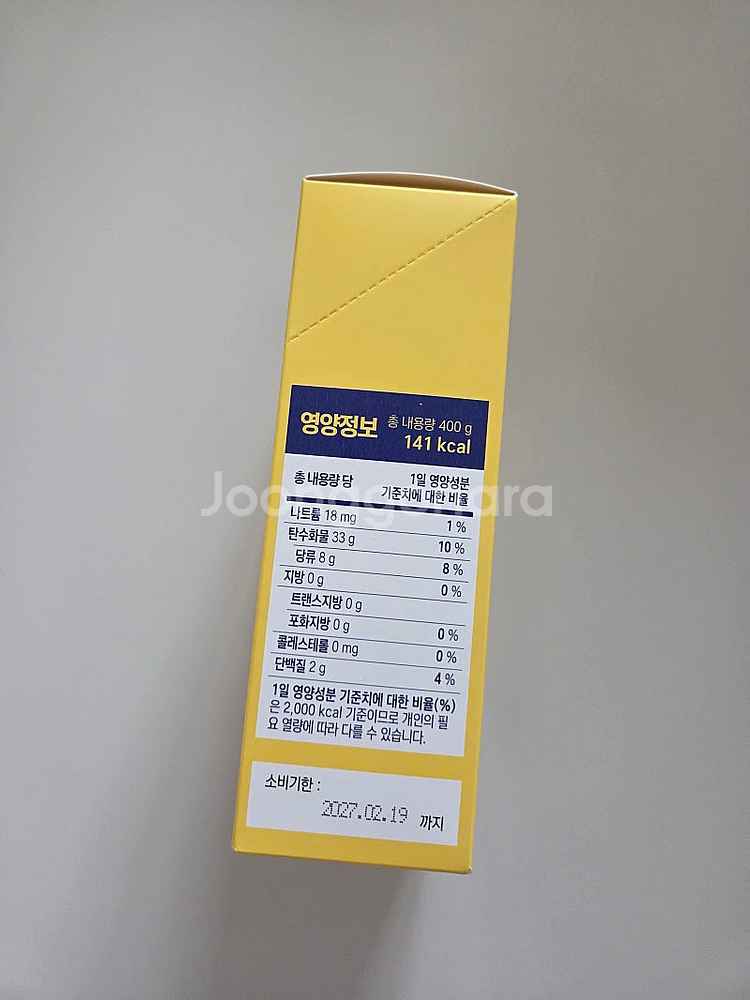 영양정보 총 내용량 400 g
141 kcal
총 내용량 당 1일 영양성분
기준치에 대한 비율
Joonggonara
나트륨 18 mg 1 %
탄수화물 33 g 10 %
당류 8 g 8 %
지방 0 g 0 %
트랜스지방 0 g
포화지방 0 g 0 %
콜레스테롤 0 mg 0 %
단백질 2 g 4 %
1일 영양성분 기준치에 대한 비율(%)
은 2,000 kcal 기준이므로 개인의 필
요 열량에 따라 다를 수 있습니다.
소비기한 :
2027.02.19 까지